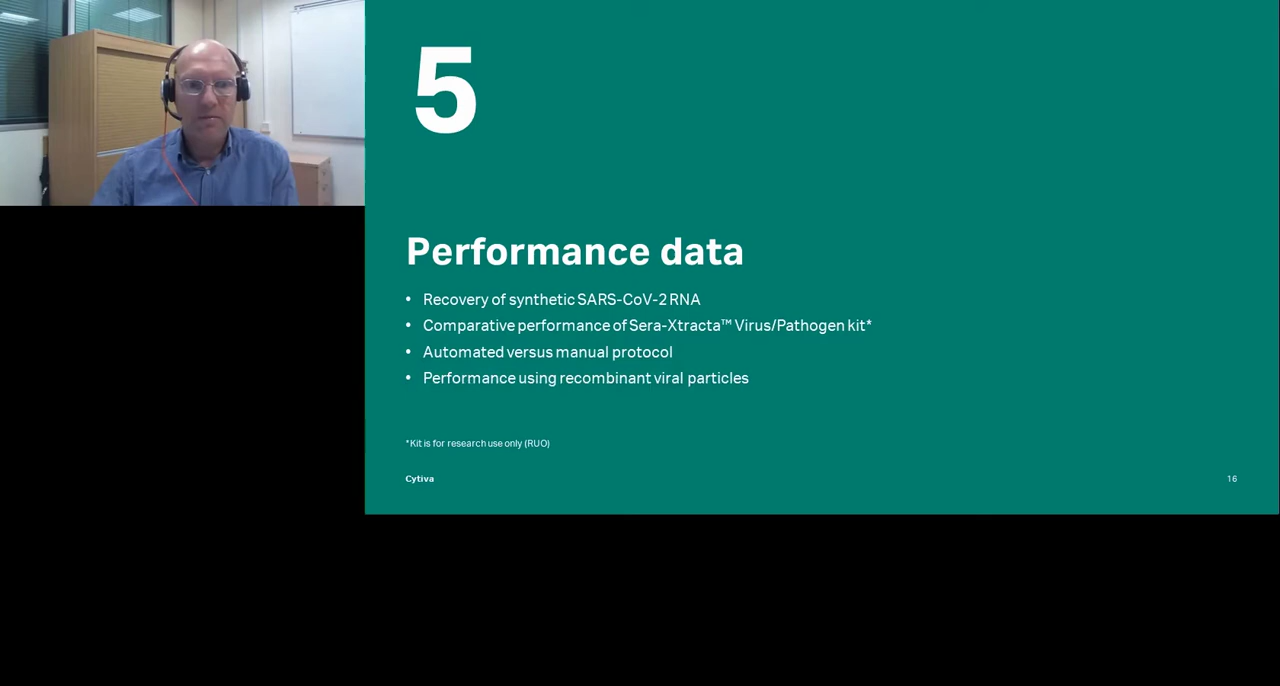 5
Performance data
• Recovery of synthetic SARS-CoV-2 RNA
• Comparative performance of Sera-Xtracta™ Virus/Pathogen kit*
• Automated versus manual protocol
• Performance using recombinant viral particles
*Kit is for research use only (RUO)
Cytiva
16